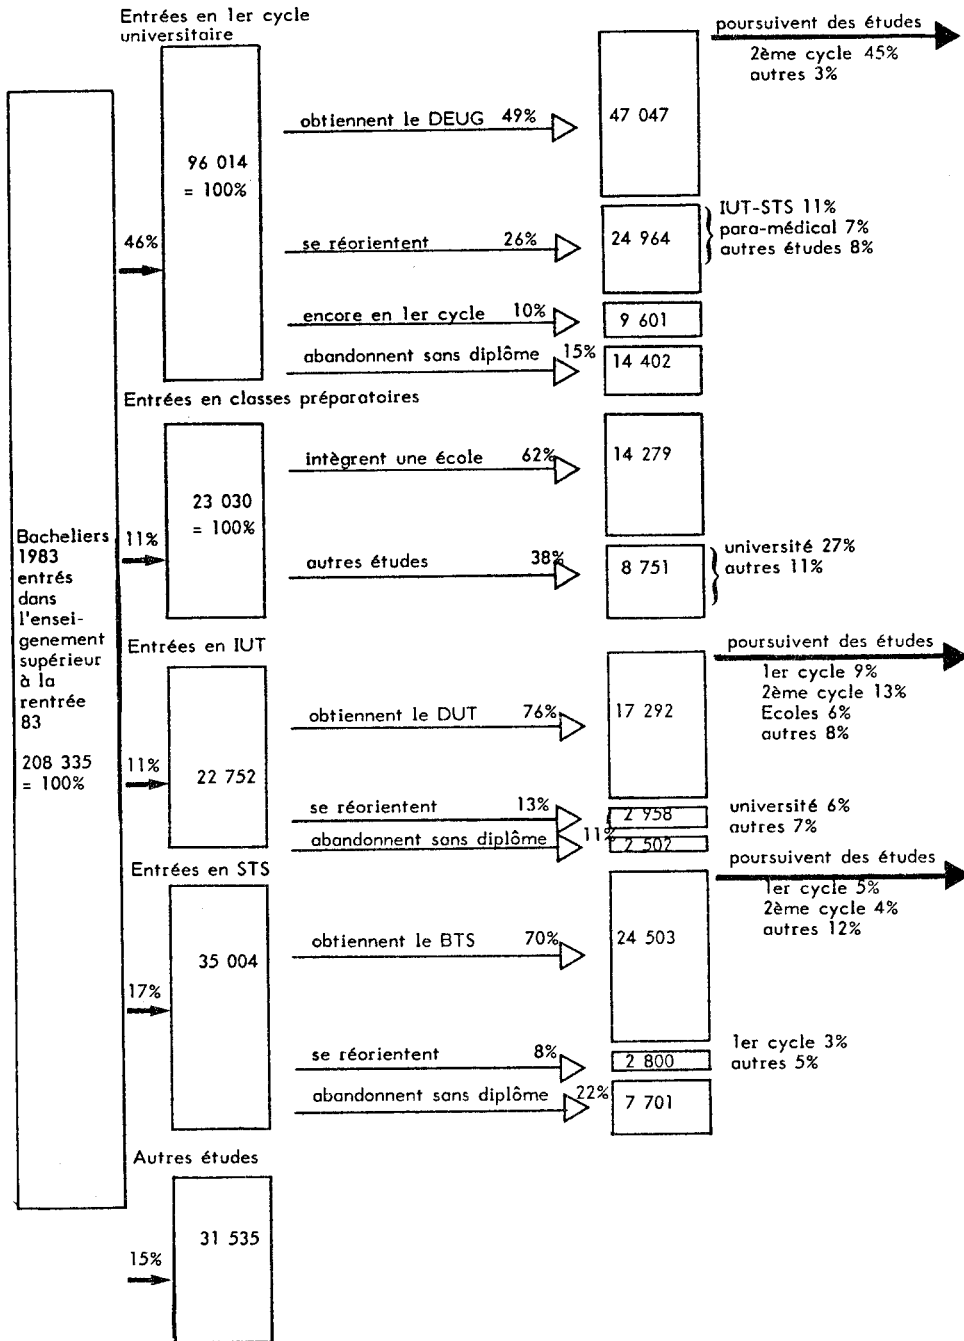 Entrées en 1er cycle
universitaire
96 014
= 100%
46%
obtiennent le DEUG 49%
47 047
poursuivent des études
2ème cycle 45%
autres 3%
se réorientent 26%
24 964
IUT-STS 11%
para-médical 7%
autres études 8%
encore en 1er cycle 10%
9 601
abandonnent sans diplôme 15%
14 402
Entrées en classes préparatoires
23 030
= 100%
11%
intègrent une école 62%
14 279
autres études 38%
8 751
université 27%
autres 11%
Bacheliers
1983
entrés
dans
l'ensei-
genement
supérieur
à la
rentrée
83
208 335
= 100%
Entrées en IUT
11%
22 752
obtiennent le DUT 76%
17 292
poursuivent des études
1er cycle 9%
2ème cycle 13%
Ecoles 6%
autres 8%
se réorientent 13%
2 958
université 6%
autres 7%
abandonnent sans diplôme 11%
2 502
Entrées en STS
17%
35 004
obtiennent le BTS 70%
24 503
poursuivent des études
1er cycle 5%
2ème cycle 4%
autres 12%
se réorientent 8%
2 800
1er cycle 3%
autres 5%
abandonnent sans diplôme 22%
7 701
Autres études
15%
31 535